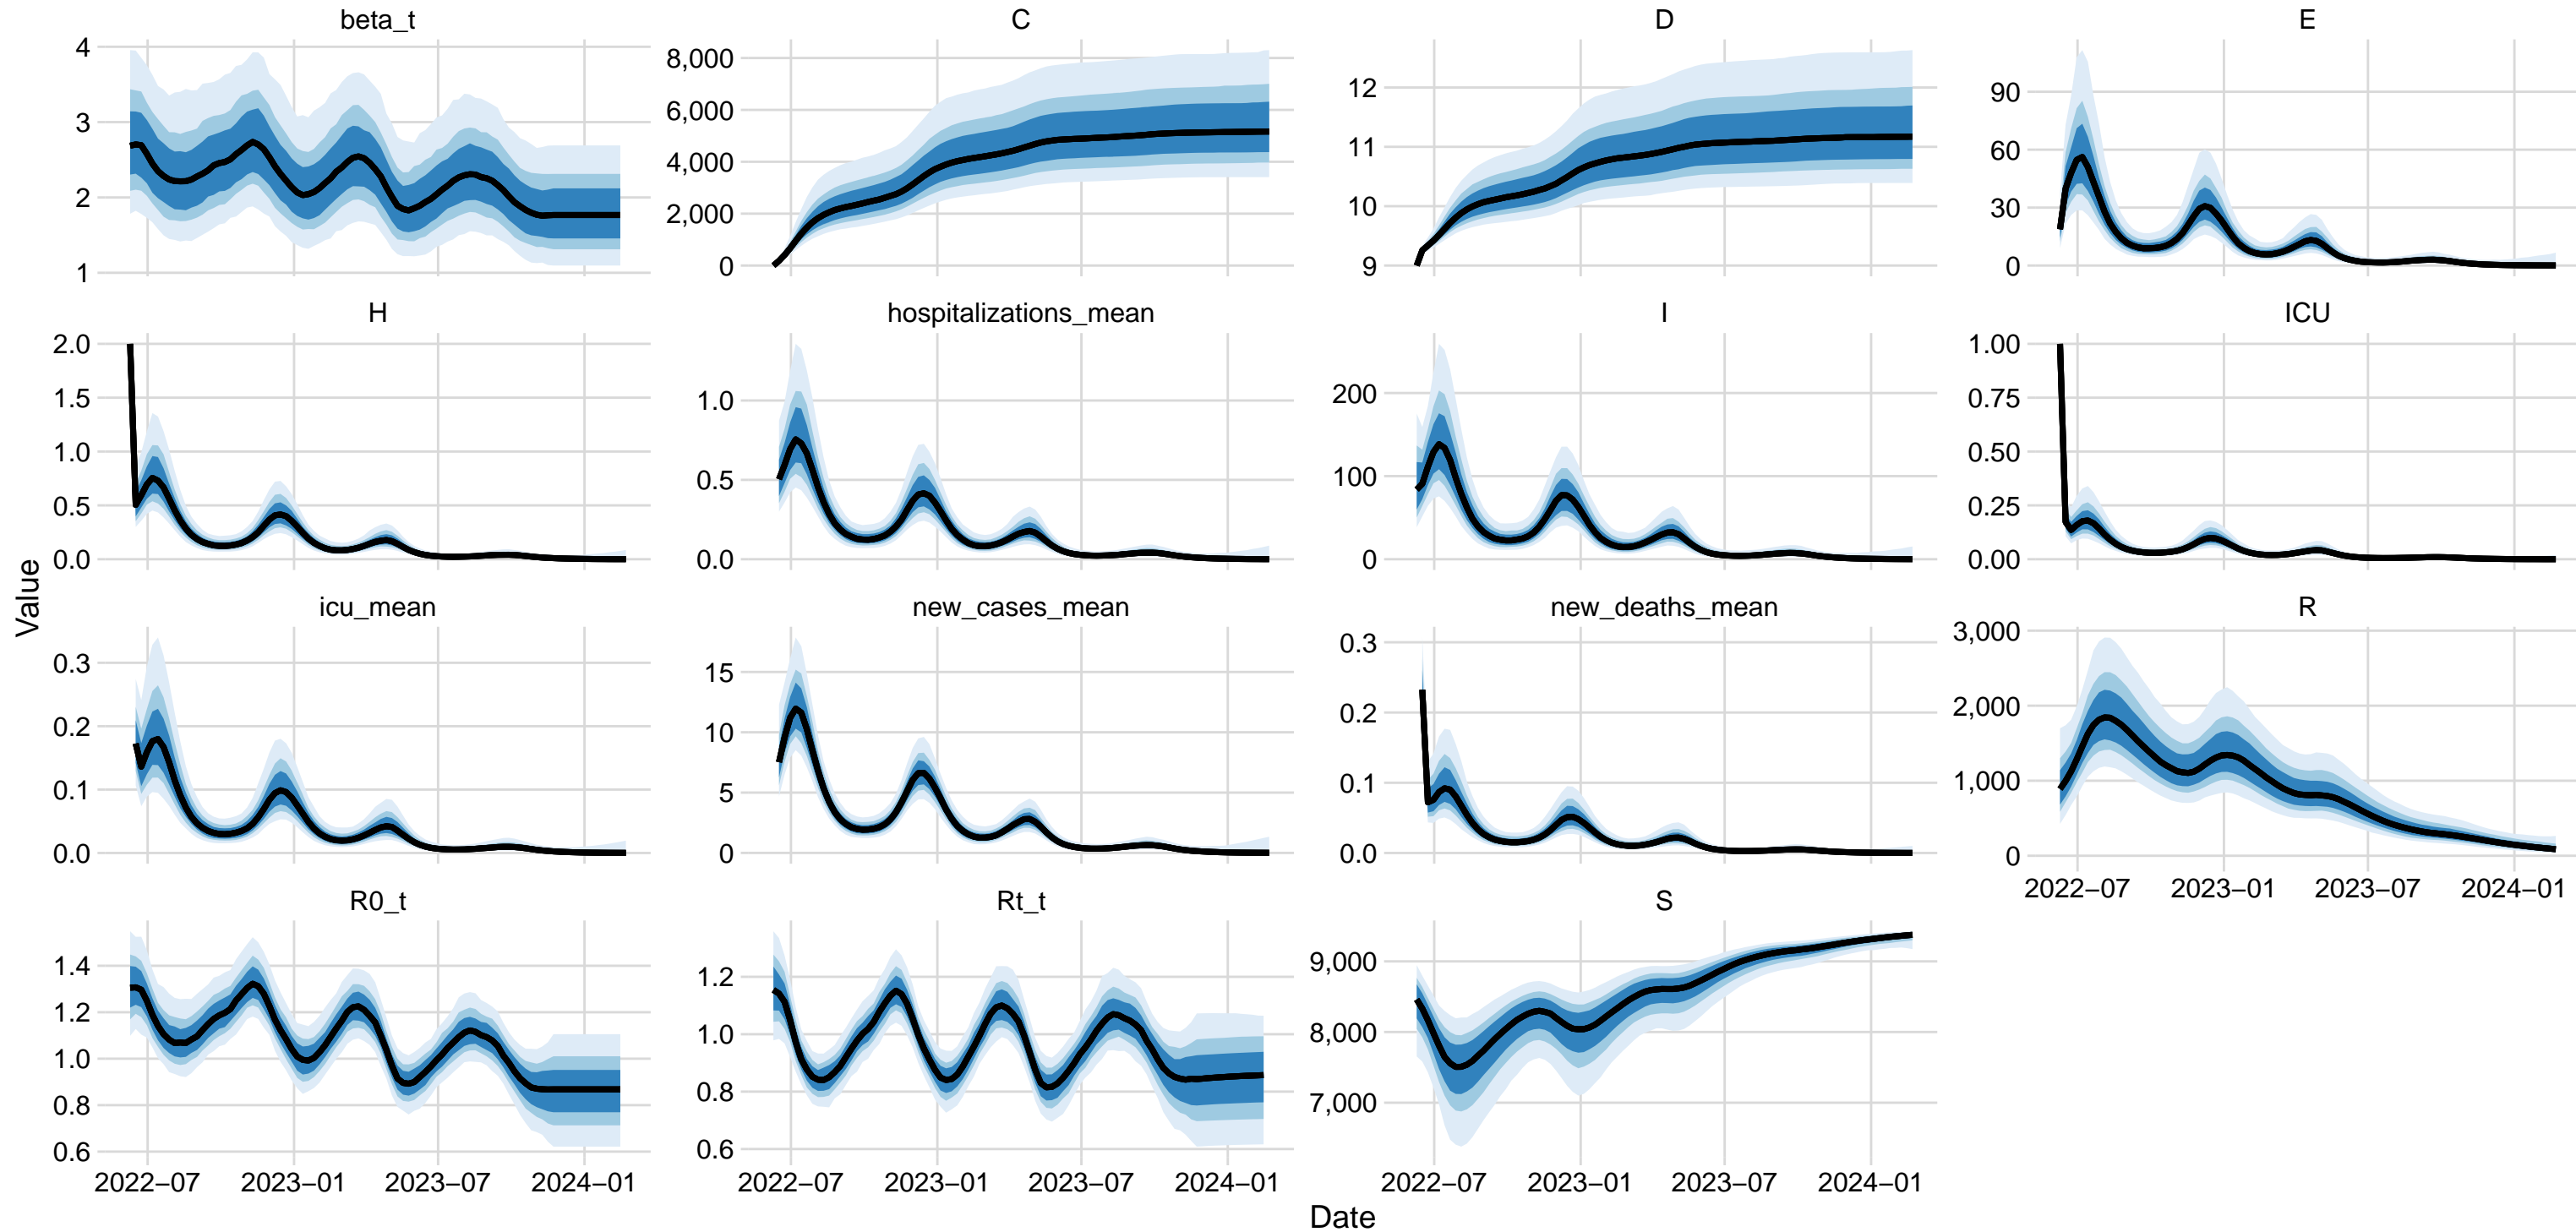 beta_t
C
D
E
4
3
2
1
8,000
6,000
4,000
2,000
0
12
11
10
9
90
60
30
0
H
hospitalizations_mean
I
ICU
2.0
1.5
1.0
0.5
0.0
1.0
0.5
0.0
200
100
0
1.00
0.75
0.50
0.25
0.00
Value
icu_mean
new_cases_mean
new_deaths_mean
R
0.3
0.2
0.1
0.0
15
10
5
0
0.3
0.2
0.1
0.0
3,000
2,000
1,000
0
2022−07 2023−01 2023−07 2024−01
R0_t
Rt_t
S
1.4
1.2
1.0
0.8
0.6
1.2
1.0
0.8
0.6
9,000
8,000
7,000
2022−07 2023−01 2023−07 2024−01
2022−07 2023−01 2023−07 2024−01
2022−07 2023−01 2023−07 2024−01
Date